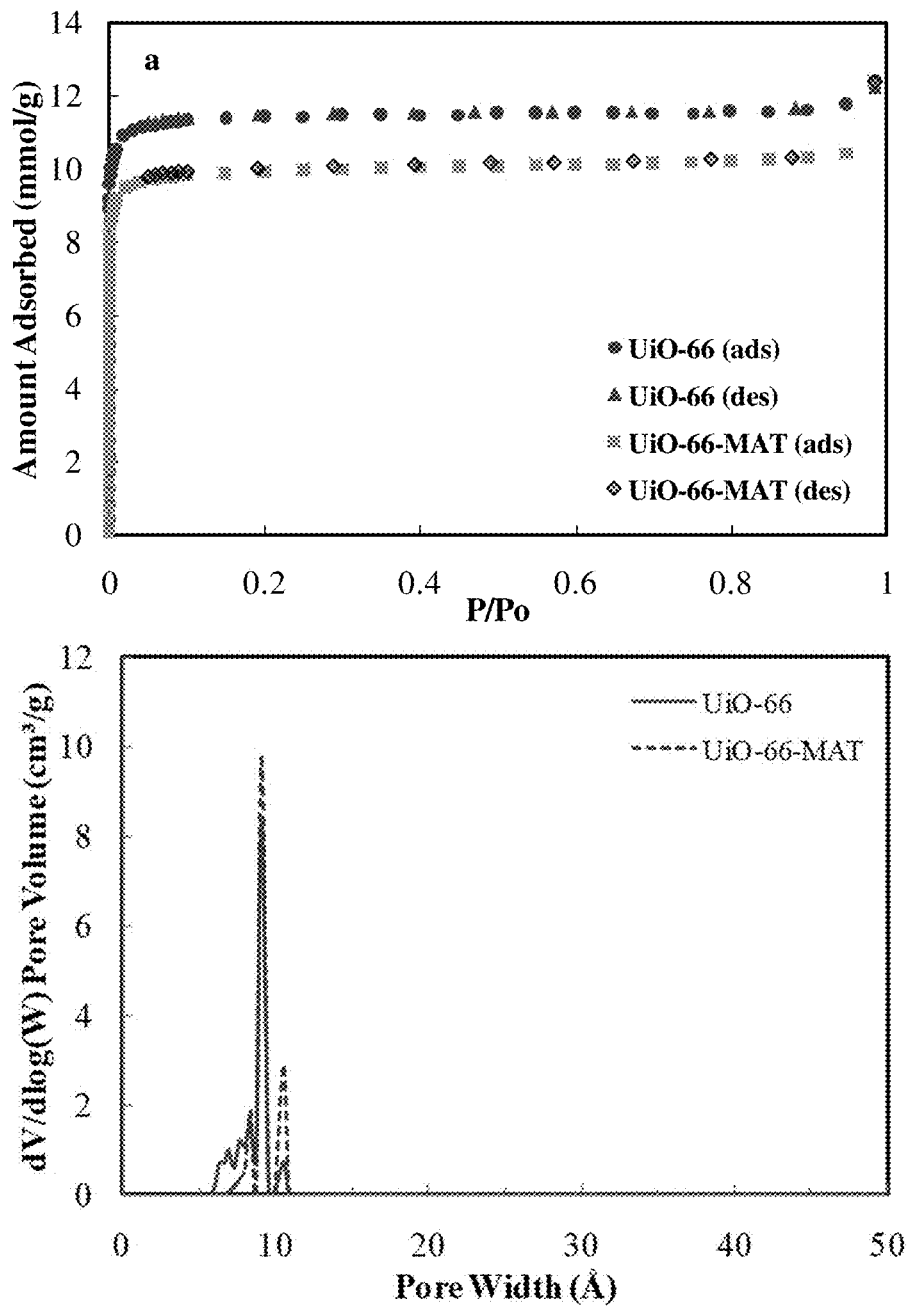 14
a
12
10
8
6
4
2
0
Amount Adsorbed (mmol/g)
UiO-66 (ads)
UiO-66 (des)
UiO-66-MAT (ads)
UiO-66-MAT (des)
0 0.2 0.4 0.6 0.8 1
P/Po
12
10
8
6
4
2
0
dV/dlog(W) Pore Volume (cm³/g)
UiO-66
UiO-66-MAT
0 10 20 30 40 50
Pore Width (Å)